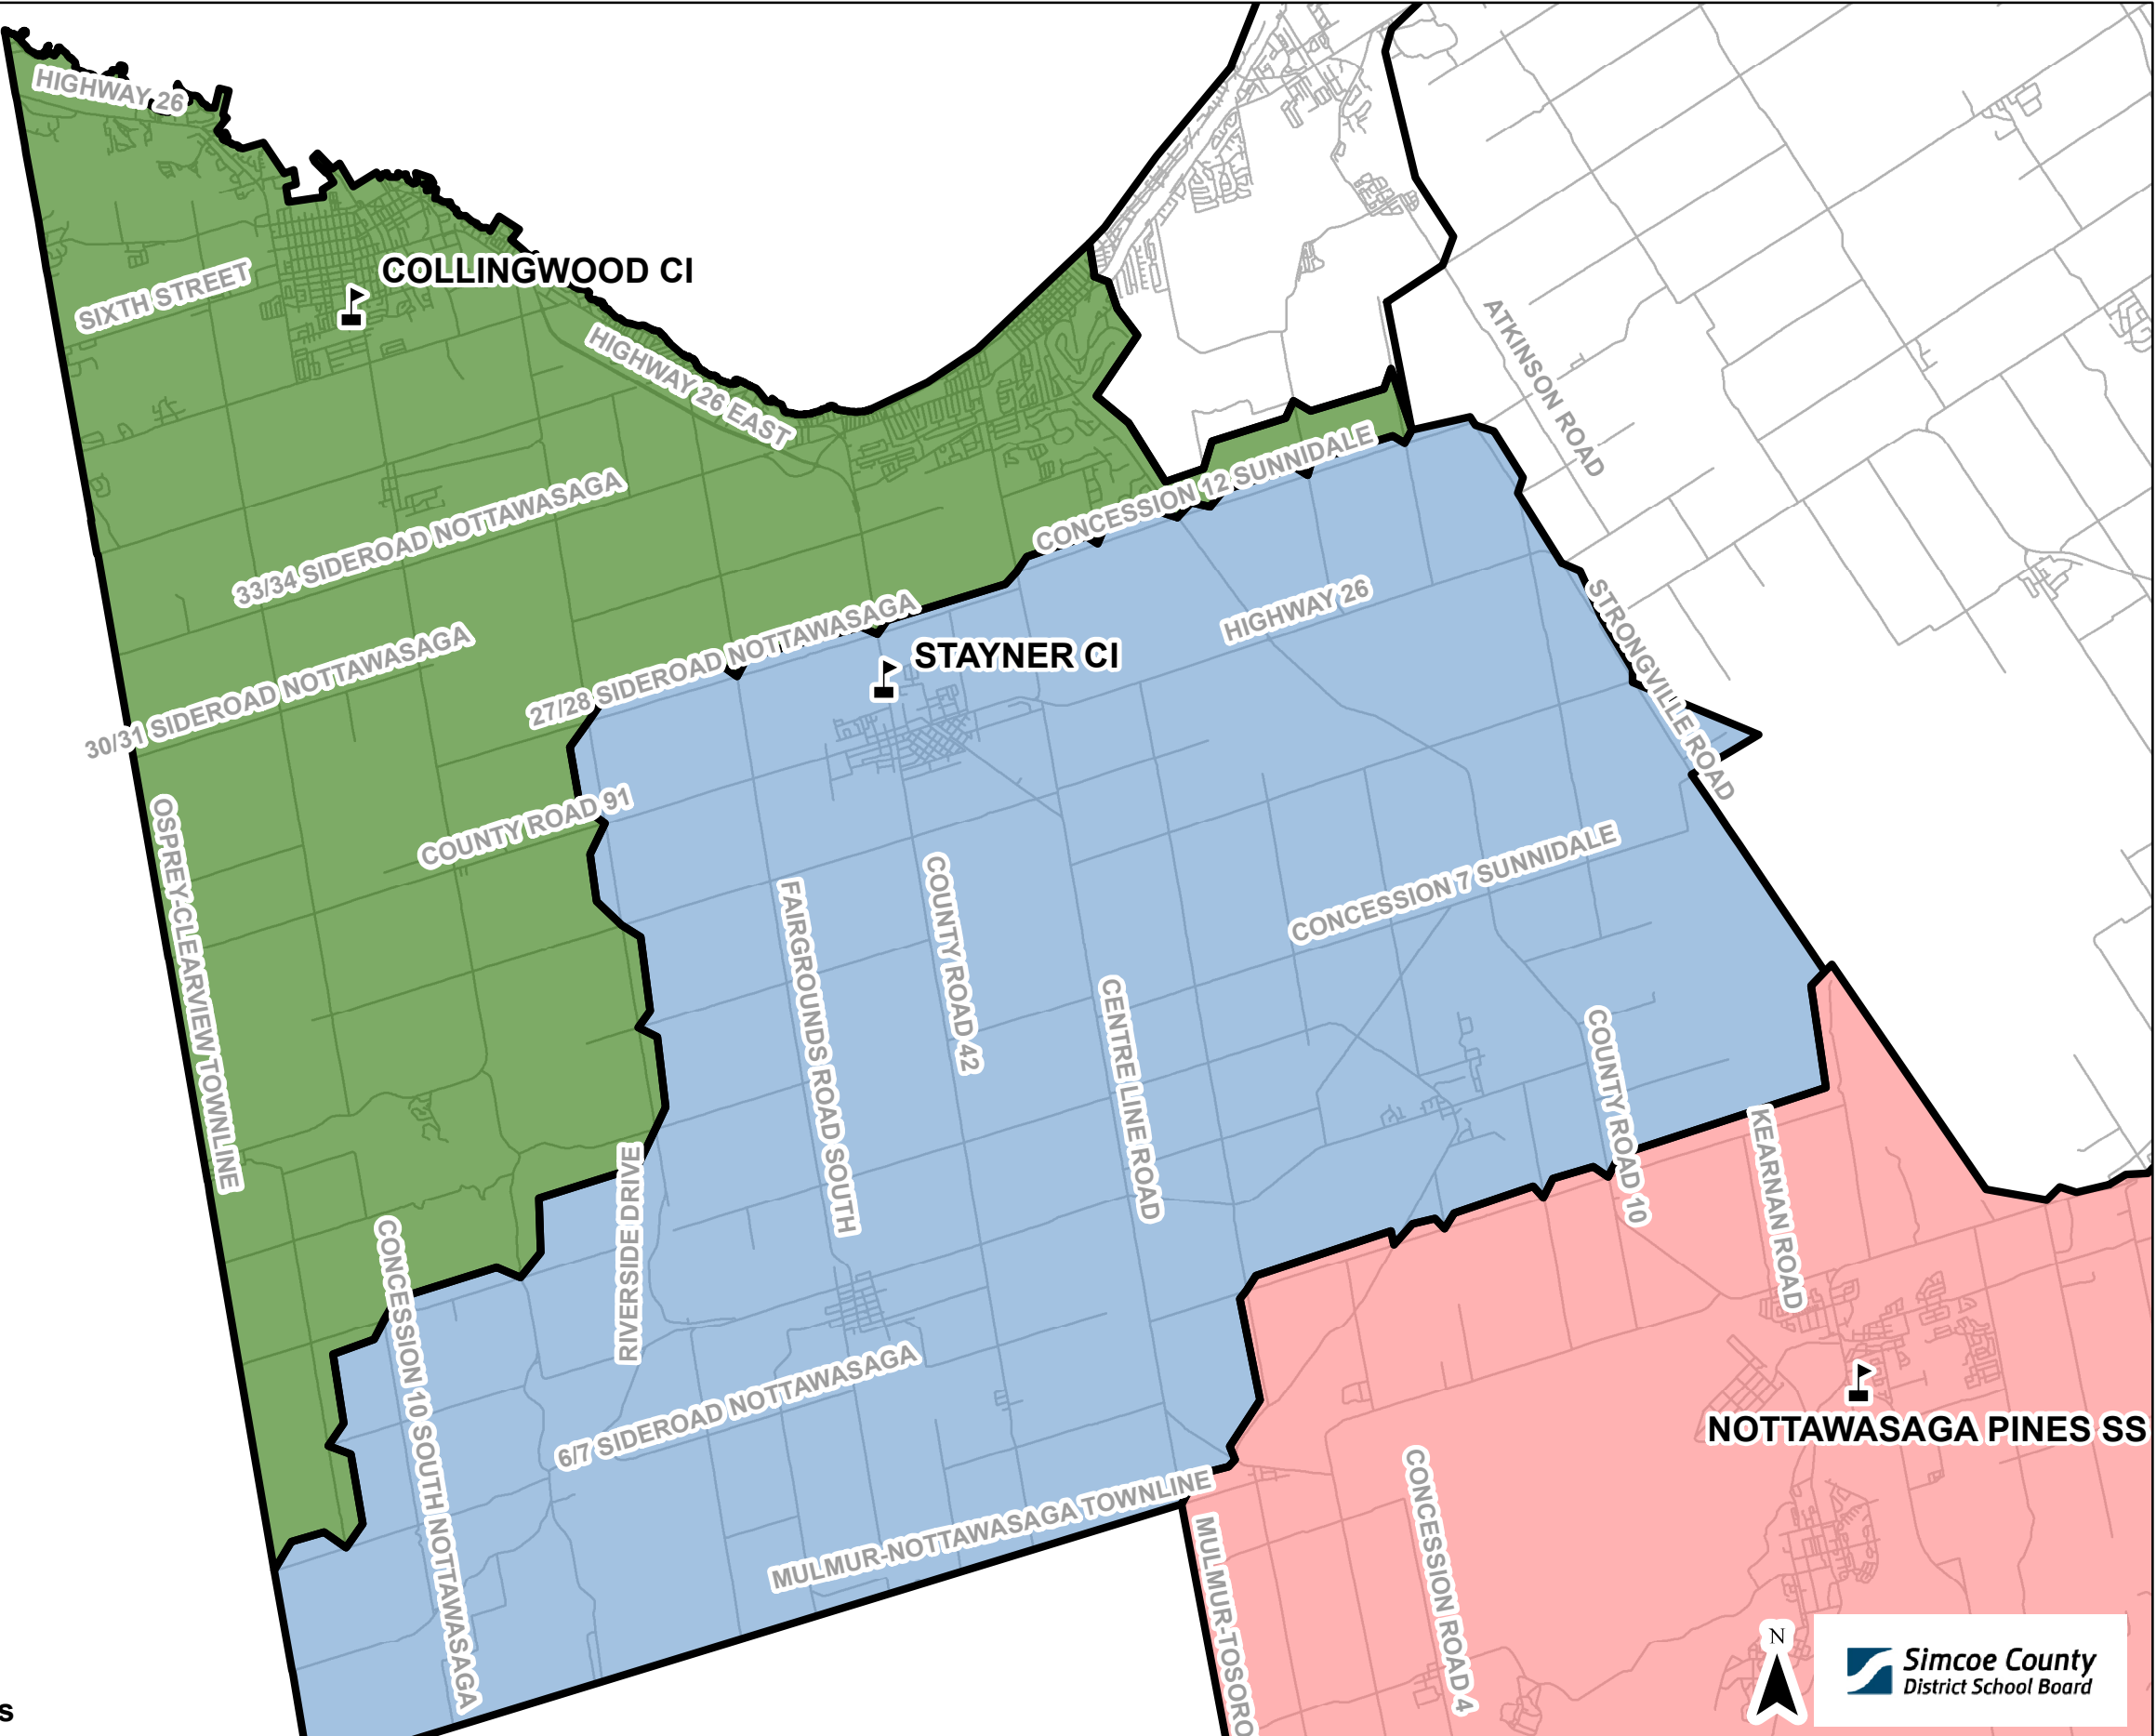 HIGHWAY 26
COLLINGWOOD CI
SIXTH STREET
HIGHWAY 26 EAST
ATKINSON ROAD
CONCESSION 12 SUNNIDALE
33/34 SIDEROAD NOTTAWASAGA
HIGHWAY 26
STRONGVILLE ROAD
27/28 SIDEROAD NOTTAWASAGA
STAYNER CI
30/31 SIDEROAD NOTTAWASAGA
COUNTY ROAD 91
OSPREY-CLEARVIEW TOWNLINE
FAIRGROUNDS ROAD SOUTH
COUNTY ROAD 42
CONCESSION 7 SUNNIDALE
CENTRE LINE ROAD
COUNTY ROAD 10
KEARNAN ROAD
RIVERSIDE DRIVE
CONCESSION 10 SOUTH NOTTAWASAGA
6/7 SIDEROAD NOTTAWASAGA
NOTTAWASAGA PINES SS
MULMUR-NOTTAWASAGA TOWNLINE
CONCESSION ROAD 4
MULMUR-TOSORO
N
Simcoe County
District School Board
s